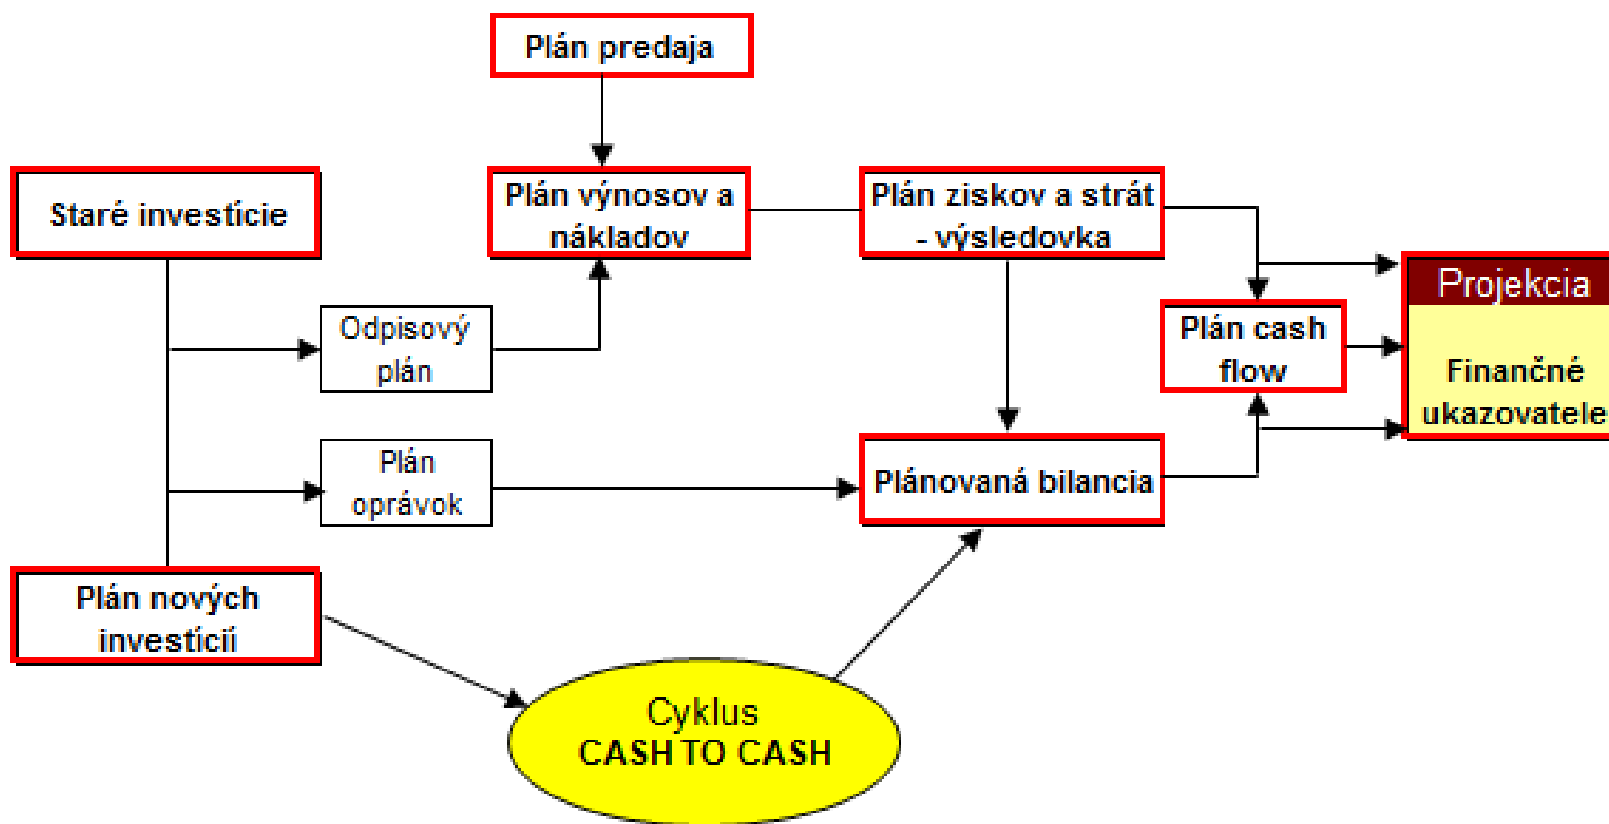 Plán predaja
Staré investície
Plán výnosov a
nákladov
Plán ziskov a strát
- výsledovka
Projekcia
Finančné
ukazovatele
Odpisový
plán
Plán cash
flow
Plán
oprávok
Plánovaná bilancia
Plán nových
investícií
Cyklus
CASH TO CASH